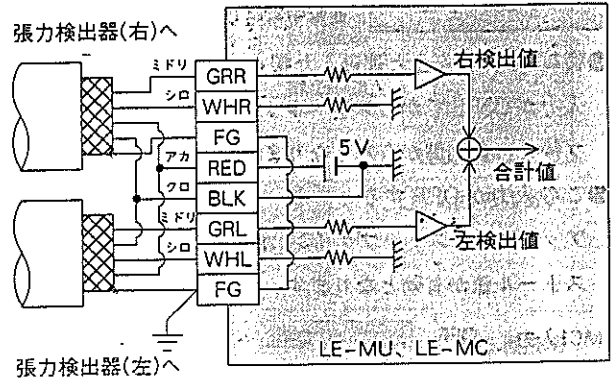 張力検出器(右)へ
ミドリ
GRR
シロ
WHR
FG
アカ
RED
クロ
BLK
ミドリ
GRL
シロ
WHL
FG
右検出値
5V
合計値
左検出値
LE-MU、LE-MC
張力検出器(左)へ